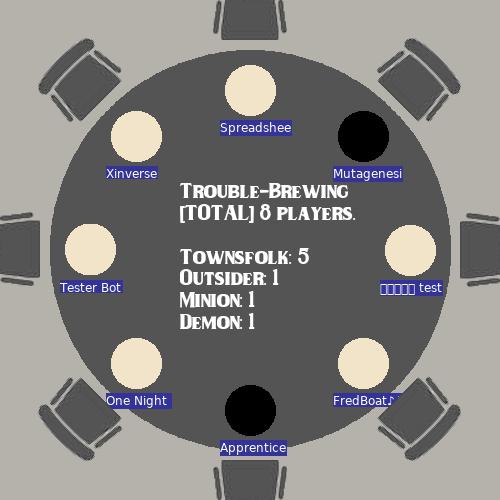 Spreadshee
Xinverse
Mutagenesi
Trouble-Brewing
[TOTAL] 8 players.
Townsfolk: 5
Outsider: 1
Minion: 1
Demon: 1
Tester Bot
test
One Night
FredBoat♪
Apprentice